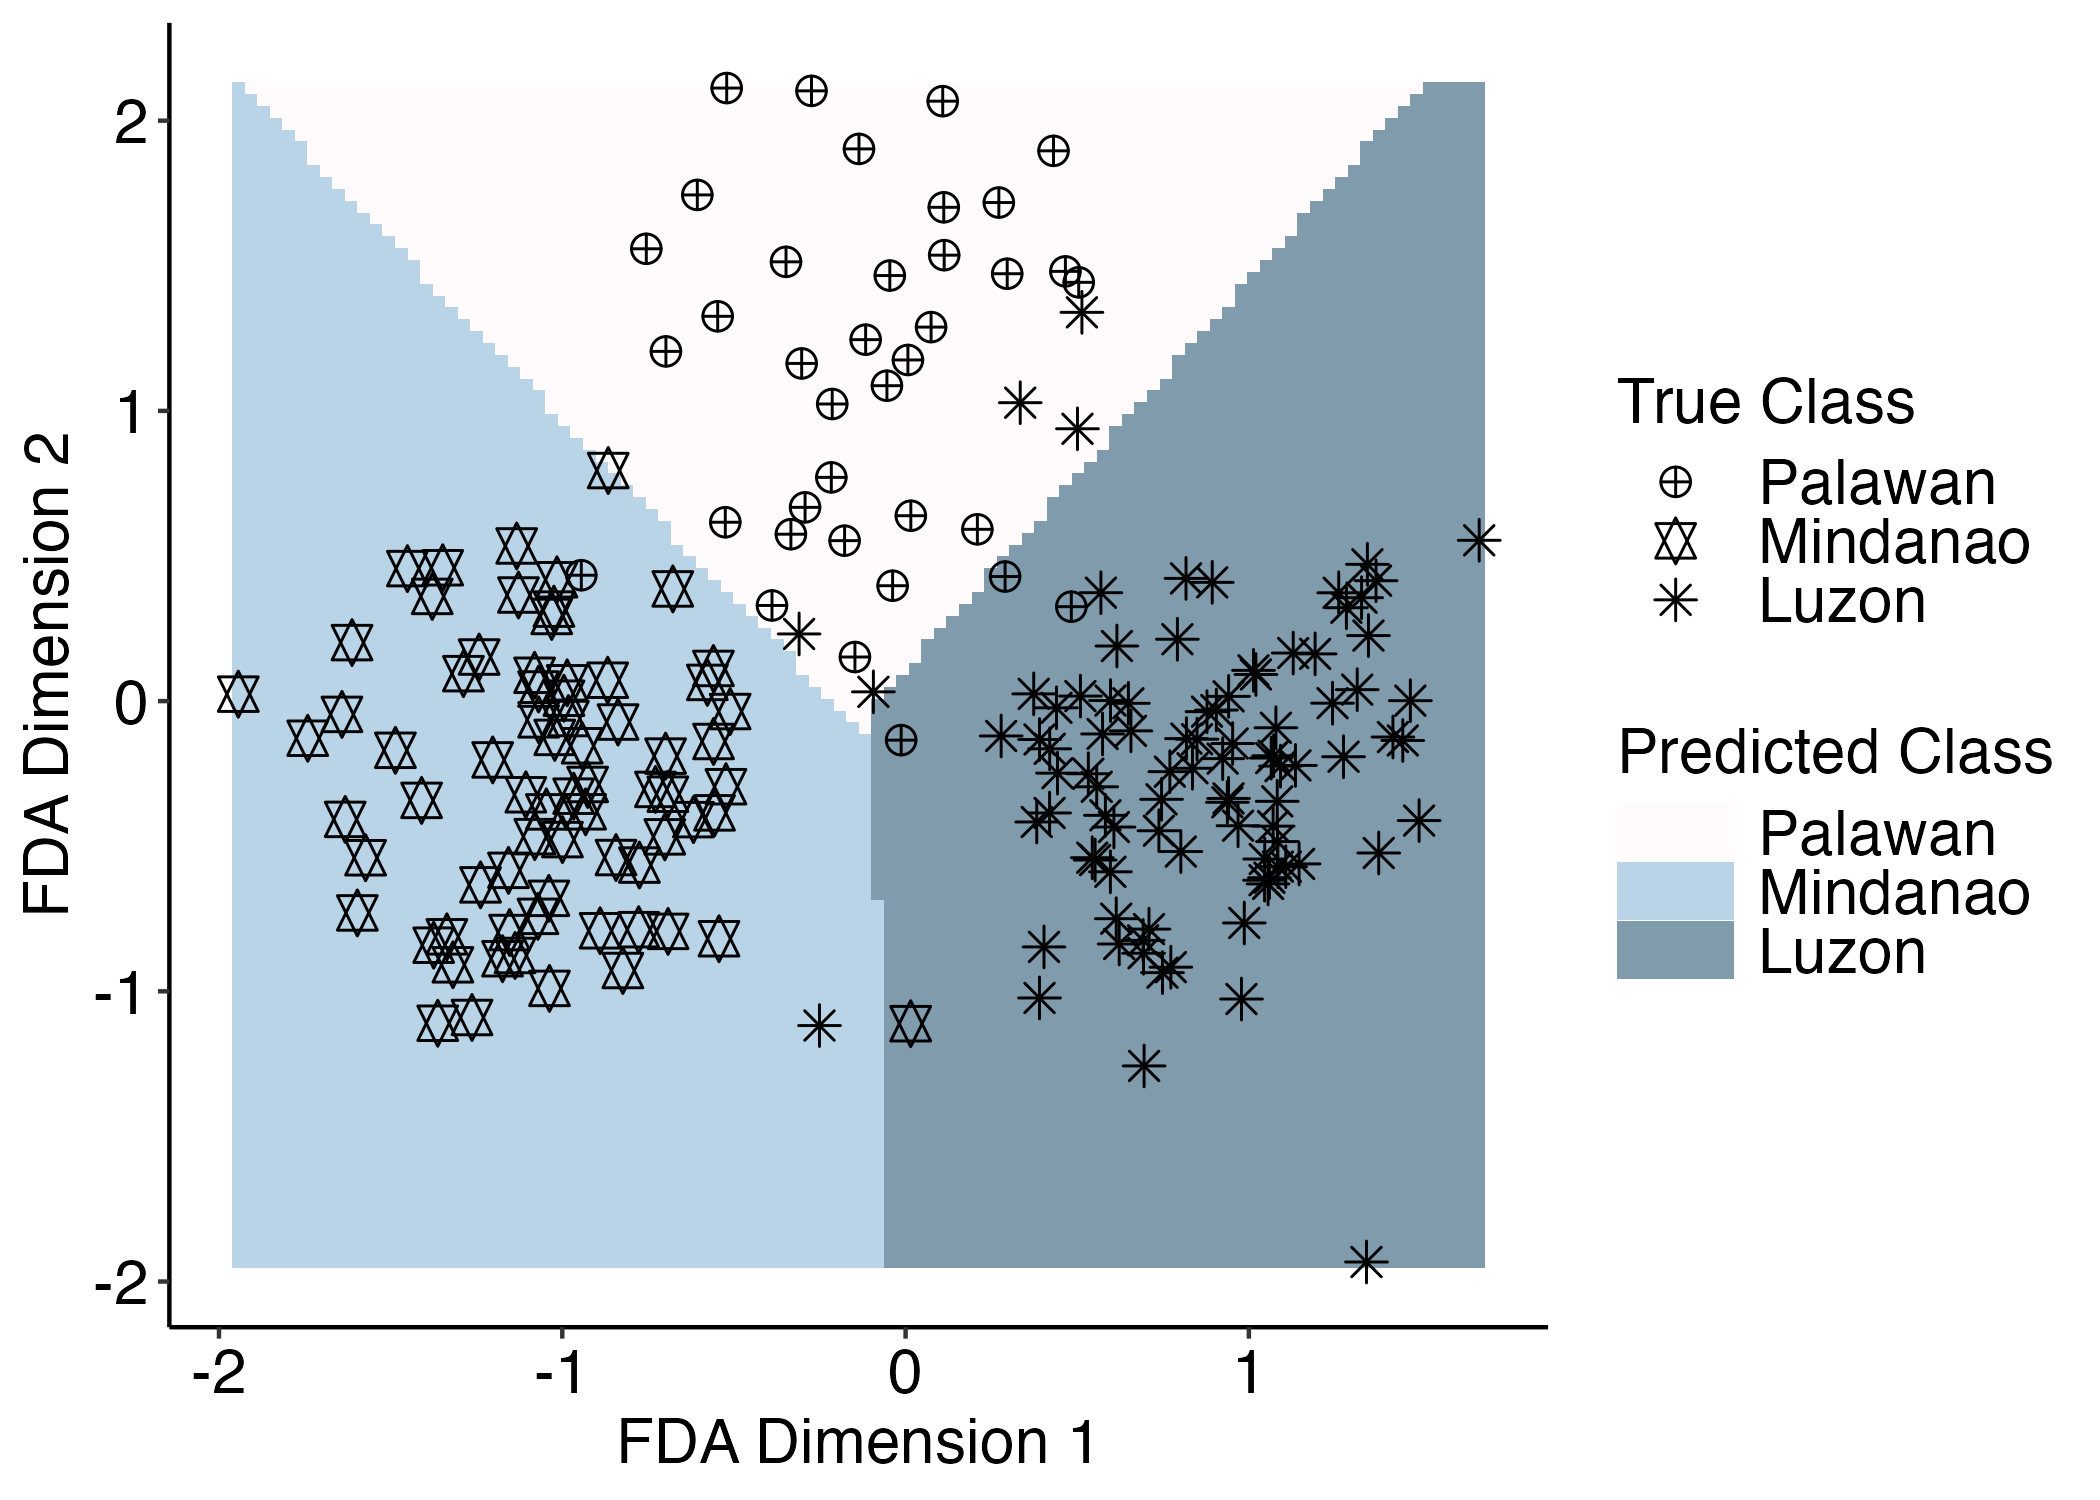 FDA Dimension 2
2
1
0
-1
-2
-2
-1
0
1
FDA Dimension 1
True Class
Palawan
Mindanao
Luzon
Predicted Class
Palawan
Mindanao
Luzon